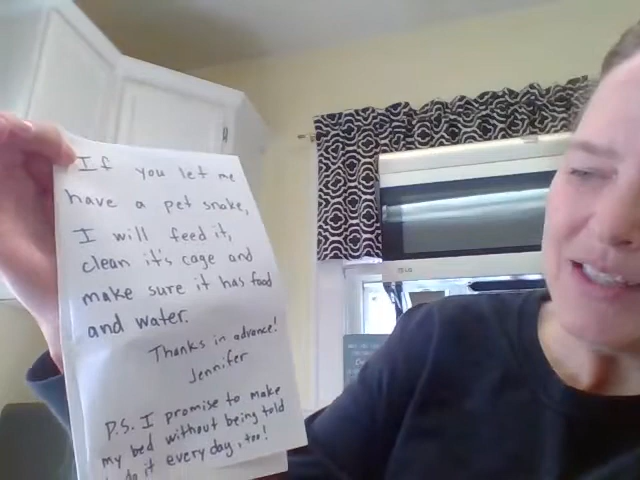 If you let me
have a pet snake,
I will feed it,
clean it's cage and
make sure it has food
and water.
Thanks in advance!
Jennifer
P.S. I promise to make
my bed without being told
do it every day, too!